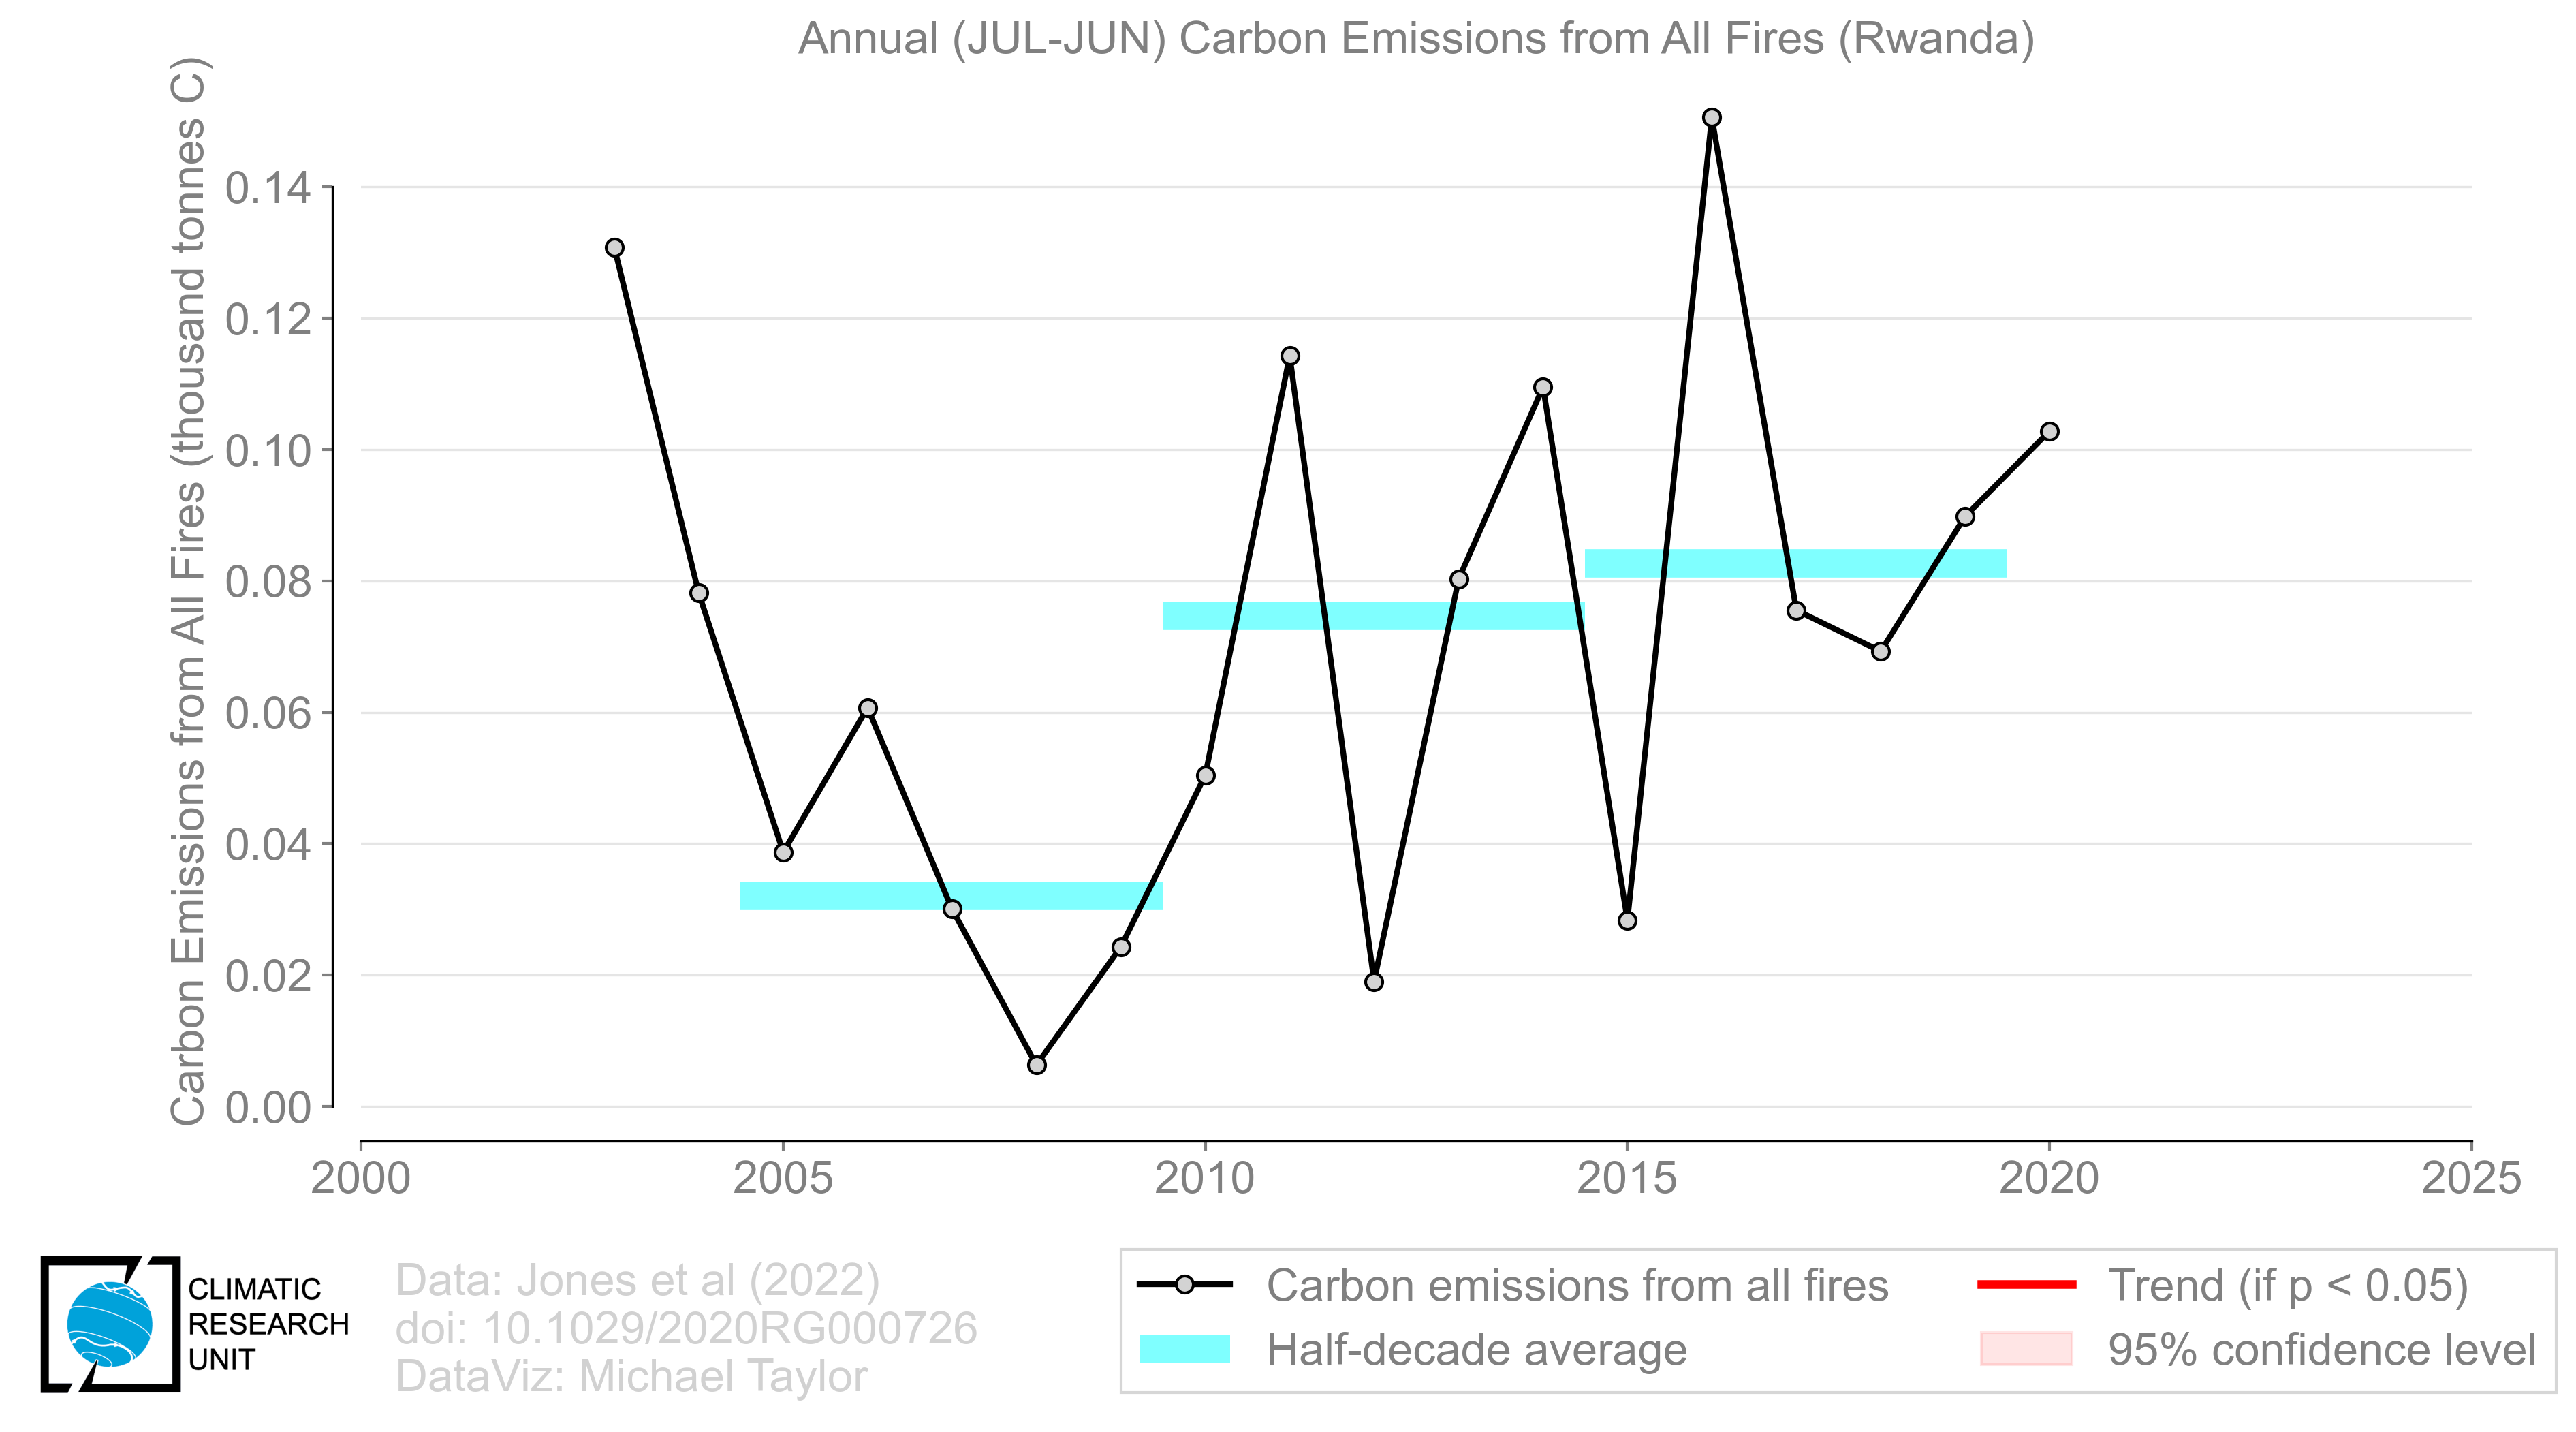 Annual (JUL-JUN) Carbon Emissions from All Fires (Rwanda)
Carbon Emissions from All Fires (thousand tonnes C)
0.14
0.12
0.10
0.08
0.06
0.04
0.02
0.00
2000 2005 2010 2015 2020 2025
CLIMATIC
RESEARCH
UNIT
Data: Jones et al (2022)
doi: 10.1029/2020RG000726
DataViz: Michael Taylor
Carbon emissions from all fires
Half-decade average
Trend (if p < 0.05)
95% confidence level